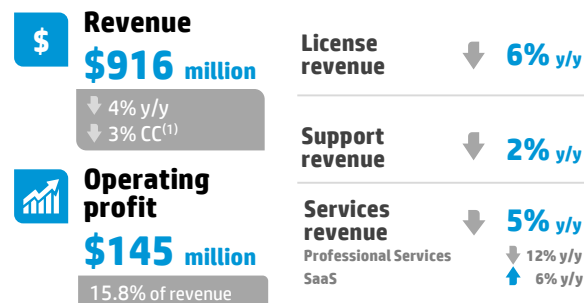 $
Revenue
$916 million
4% y/y
3% CC(1)
Operating
profit
$145 million
15.8% of revenue
License
revenue
6% y/y
Support
revenue
2% y/y
Services
revenue
5% y/y
Professional Services
12% y/y
SaaS
6% y/y